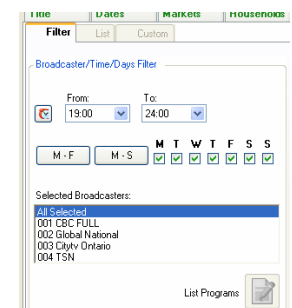 Title Dates Markets Households
Filter List Custom
Broadcaster/Time/Days Filter
From: To:
19:00 24:00
M T W T F S S
M - F M - S
Selected Broadcasters:
All Selected
001 CBC FULL
002 Global National
003 Citytv Ontario
004 TSN
List Programs